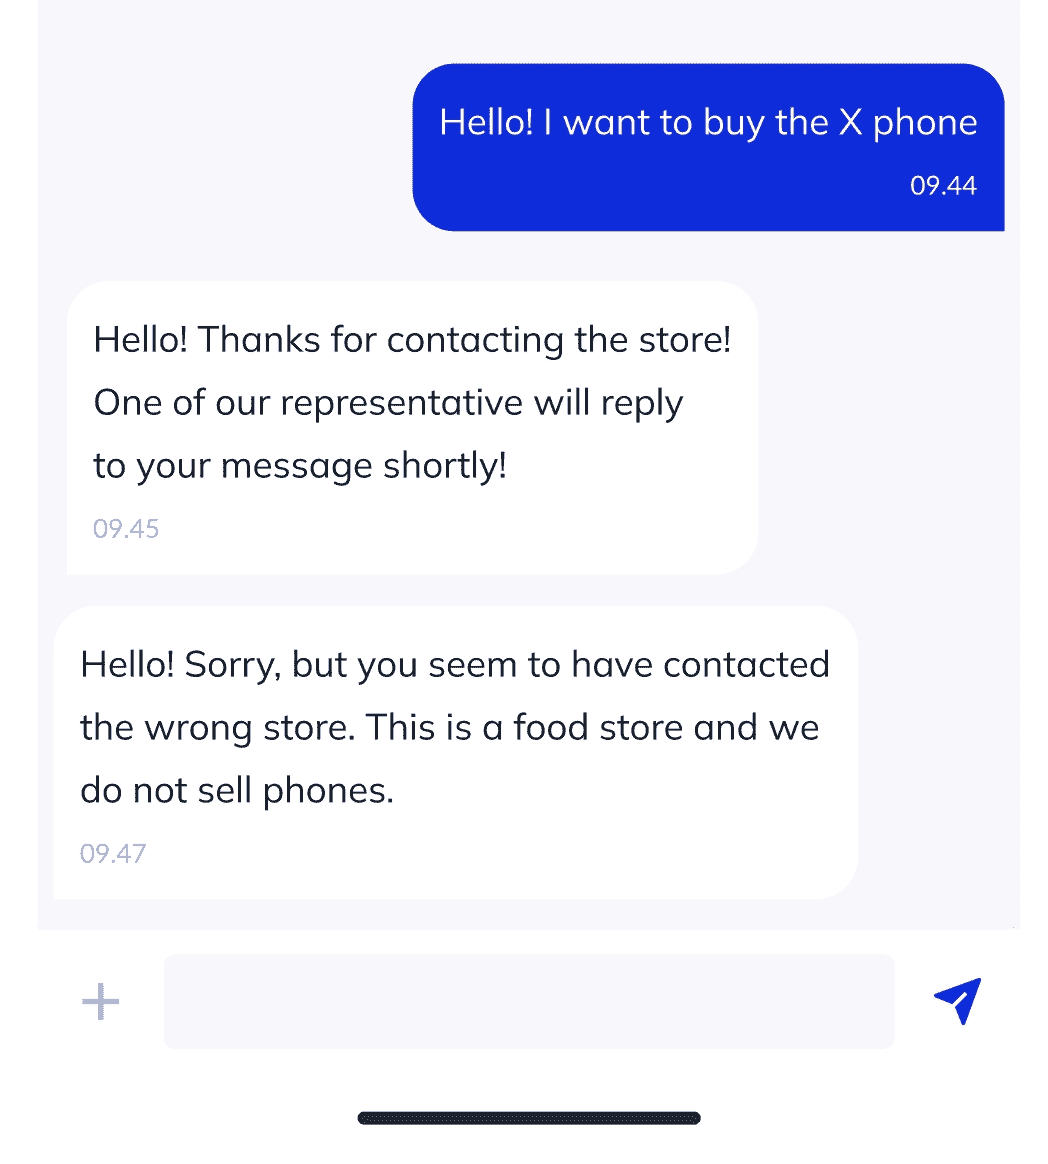 Hello! I want to buy the X phone
09.44
Hello! Thanks for contacting the store!
One of our representative will reply
to your message shortly!
09.45
Hello! Sorry, but you seem to have contacted
the wrong store. This is a food store and we
do not sell phones.
09.47